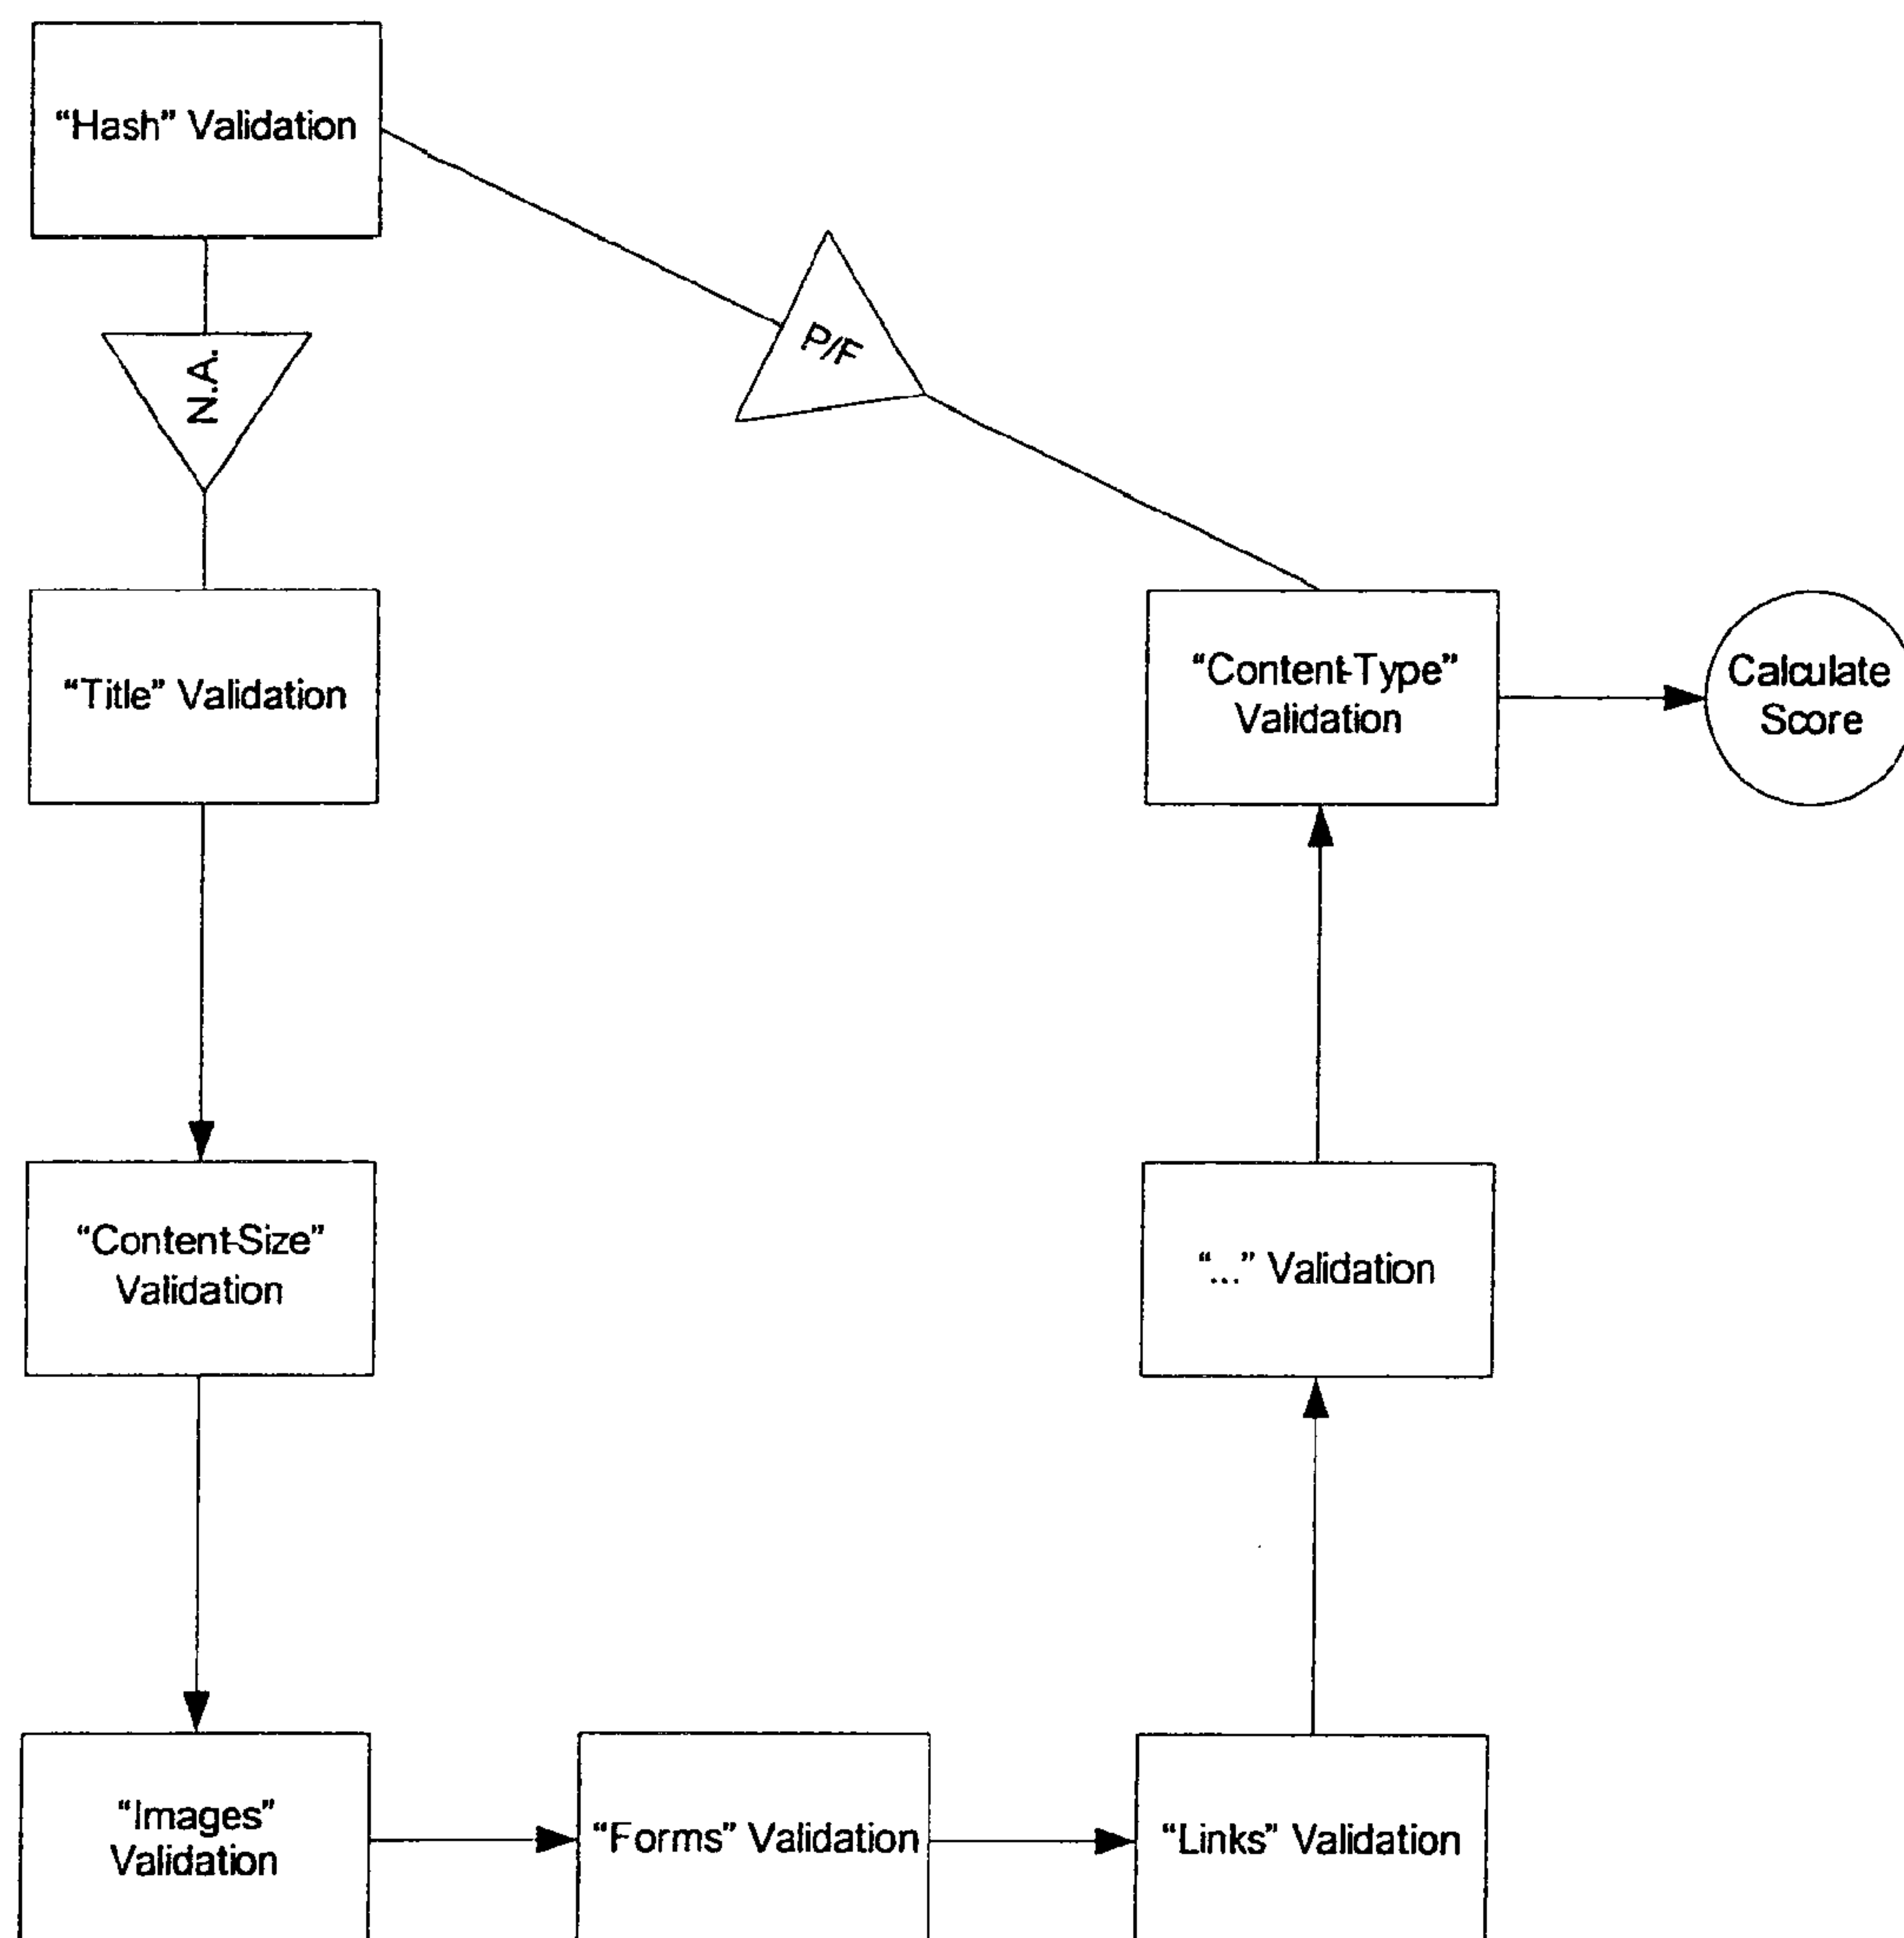 “Hash” Validation
P/F
N.A.
“Title” Validation
“Content-Type”
Validation
Calculate
Score
“Content-Size”
Validation
“...” Validation
“Images”
Validation
“Forms” Validation
“Links” Validation